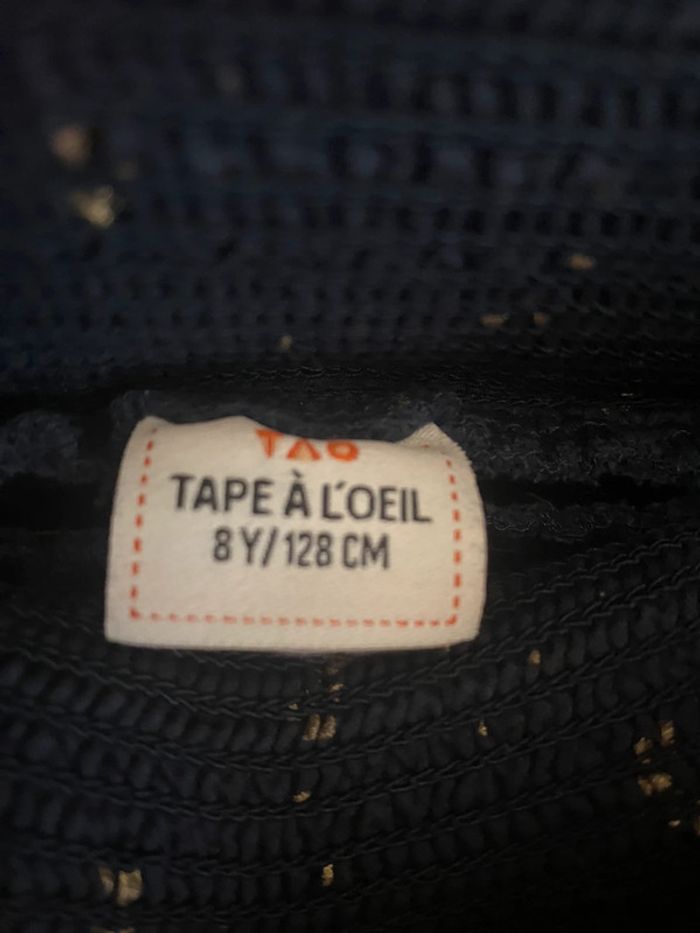 TAO
TAPE À L'OEIL
8 Y/128 CM